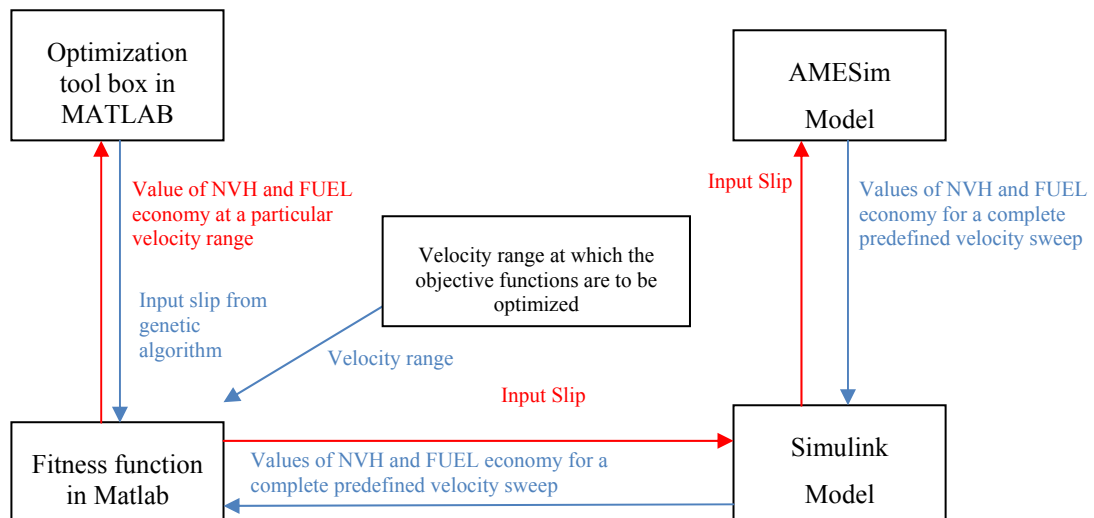 Optimization
tool box in
MATLAB
AMESim
Model
Value of NVH and FUEL
economy at a particular
velocity range
Input Slip
Values of NVH and FUEL
economy for a complete
predefined velocity sweep
Velocity range at which the
objective functions are to be
optimized
Input slip from
genetic
algorithm
Velocity range
Input Slip
Fitness function
in Matlab
Values of NVH and FUEL economy for a
complete predefined velocity sweep
Simulink
Model